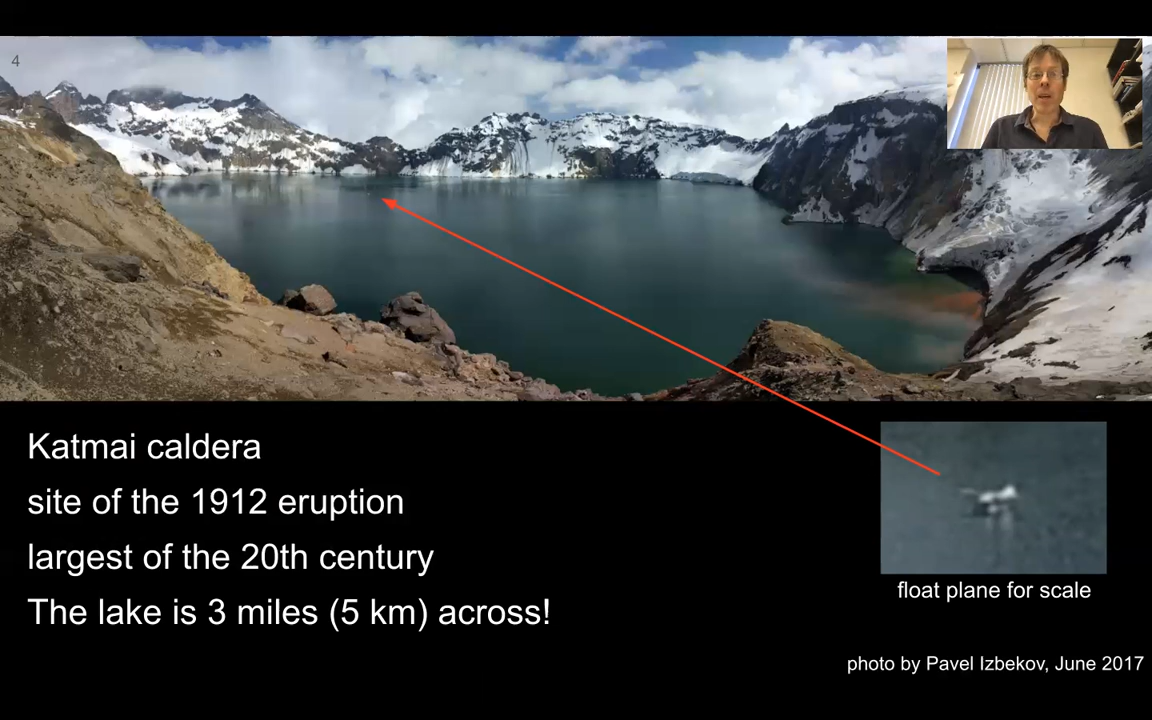 4
Katmai caldera
site of the 1912 eruption
largest of the 20th century
The lake is 3 miles (5 km) across!
float plane for scale
photo by Pavel Izbekov, June 2017